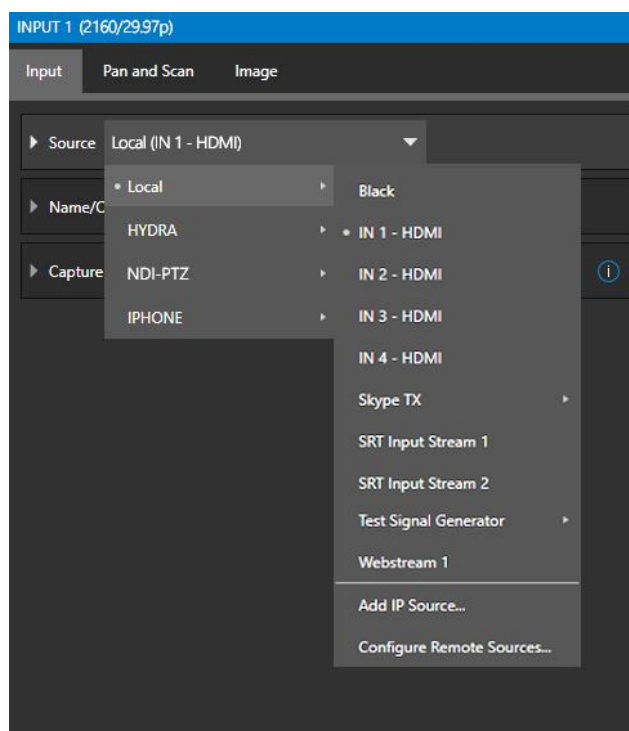 INPUT 1 (2160/29.97p)
Input Pan and Scan Image
Source Local (IN 1 - HDMI)
Local
HYDRA
NDI-PTZ
IPHONE
Name/C
Capture
Black
IN 1 - HDMI
IN 2 - HDMI
IN 3 - HDMI
IN 4 - HDMI
Skype TX
SRT Input Stream 1
SRT Input Stream 2
Test Signal Generator
Webstream 1
Add IP Source...
Configure Remote Sources...